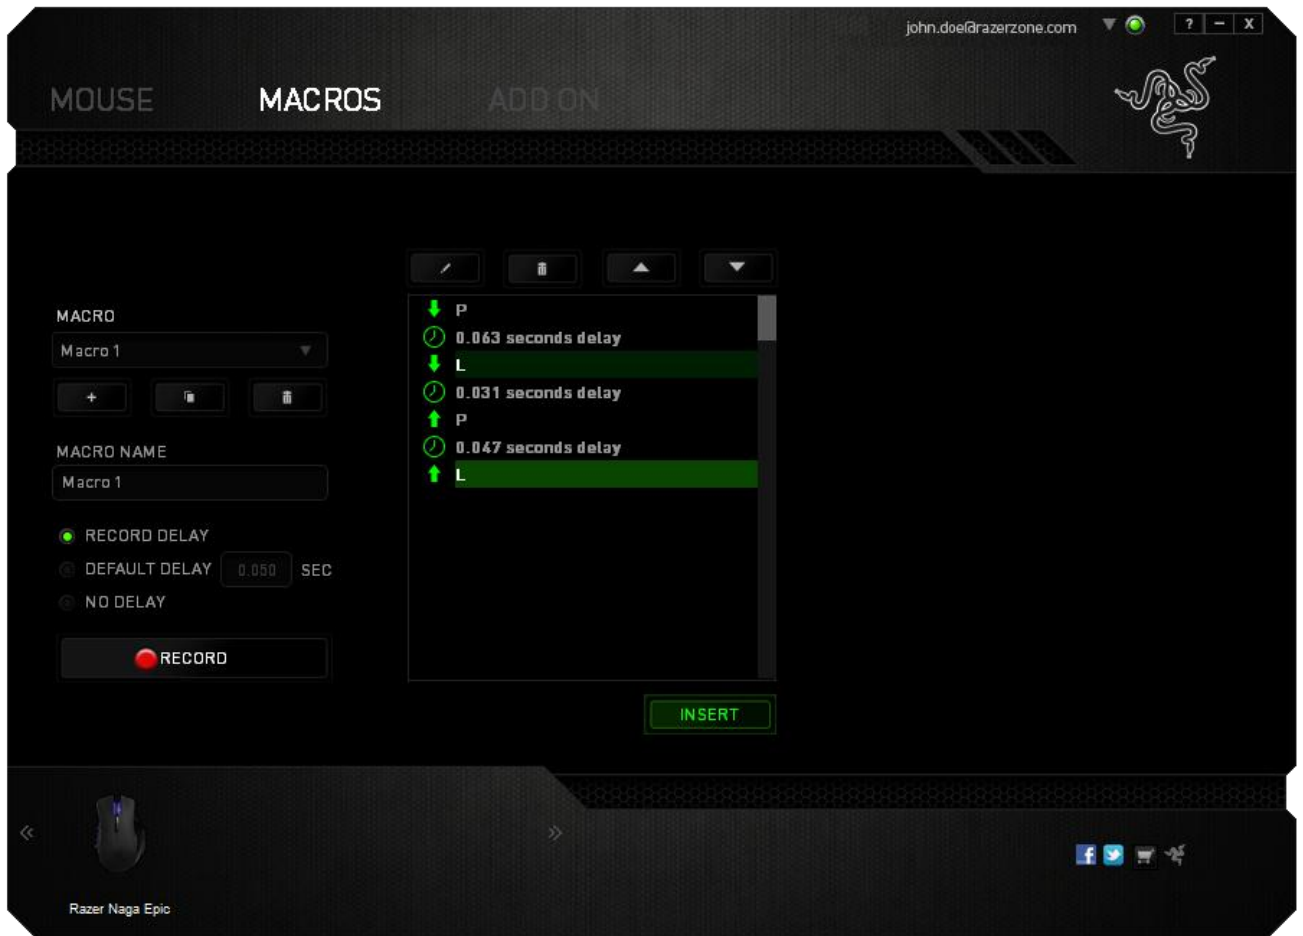 john.doe@razerzone.com
? – X
MOUSE MACROS ADD ON
MACRO
Macro 1
+
MACRO NAME
Macro 1
RECORD DELAY
DEFAULT DELAY 0.050 SEC
NO DELAY
RECORD
P
0.063 seconds delay
L
0.031 seconds delay
P
0.047 seconds delay
L
INSERT
Razer Naga Epic